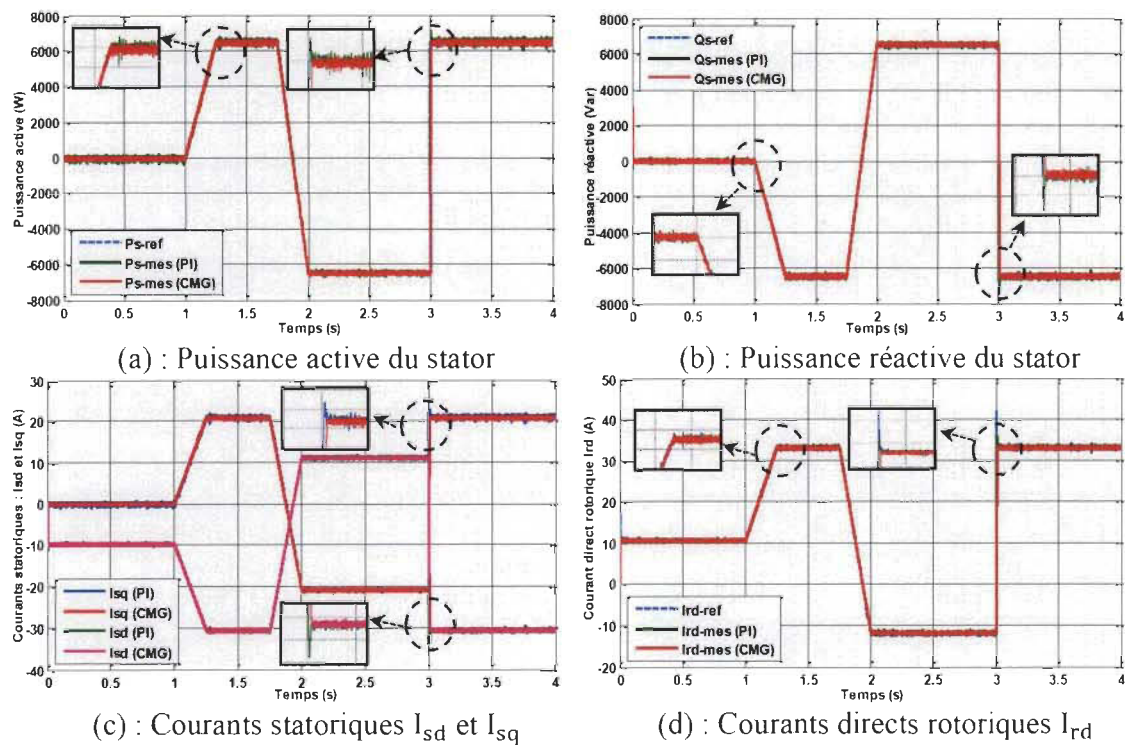 8000
6000
4000
2000
0
-2000
-4000
-6000
-8000
Puissance active (W)
Ps-ref
Ps-mes (PI)
Ps-mes (CMG)
0 0.5 1 1.5 2 2.5 3 3.5 4
Temps (s)
(a) : Puissance active du stator
8000
6000
4000
2000
0
-2000
-4000
-6000
8000
Puissance réactive (Var)
Qs-ref
Qs-mes (PI)
Qs-mes (CMG)
0 0.5 1 1.5 2 2.5 3 3.5 4
Temps (s)
(b) : Puissance réactive du stator
30
20
10
0
-10
-20
-30
-40
Courants statoriques : Isd et Isq (A)
Isq (PI)
Isq (CMG)
Isd (PI)
Isd (CMG)
0 0.5 1 1.5 2 2.5 3 3.5 4
Temps (s)
(c) : Courants statoriques Isd et Isq
50
40
30
20
10
0
-10
-20
Courant direct rotorique Ird (A)
Ird-ref
Ird-mes (PI)
Ird-mes (CMG)
0 0.5 1 1.5 2 2.5 3 3.5 4
Temps (s)
(d) : Courants directs rotoriques Ird